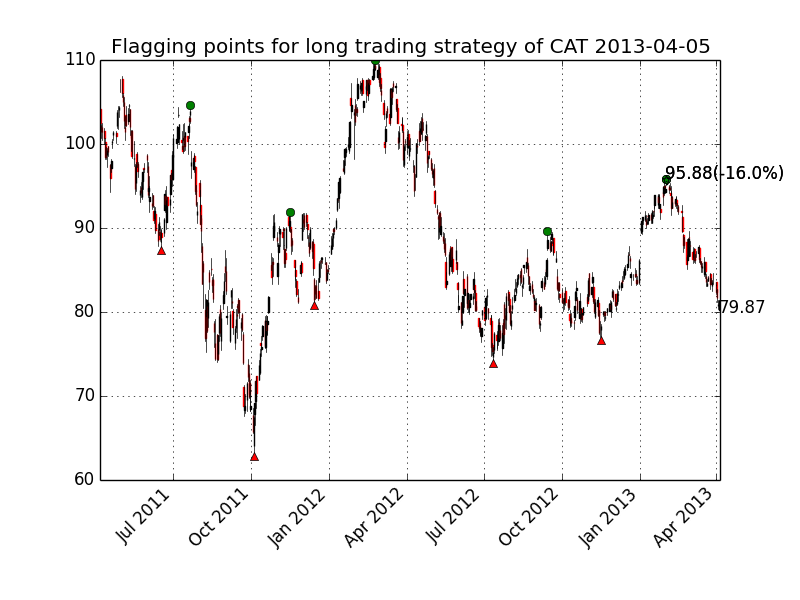 Flagging points for long trading strategy of CAT 2013-04-05
110
100
90
80
70
60
95.88(-16.0%)
79.87
Jul 2011
Oct 2011
Jan 2012
Apr 2012
Jul 2012
Oct 2012
Jan 2013
Apr 2013